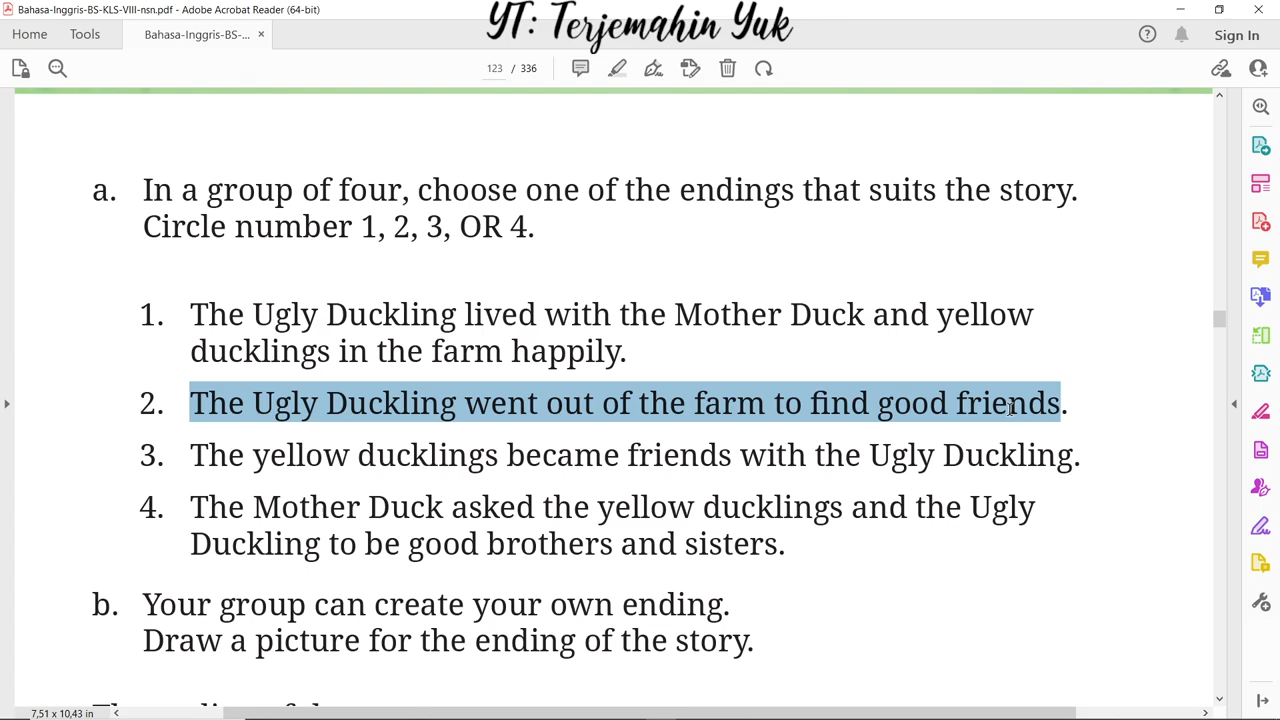 Bahasa-Inggris-BS-KLS-VIII-nsn.pdf - Adobe Acrobat Reader (64-bit)
YT: Terjemahin Yuk
Home Tools Bahasa-Inggris-BS-... × Sign In
123 / 336
a. In a group of four, choose one of the endings that suits the story.
Circle number 1, 2, 3, OR 4.
1. The Ugly Duckling lived with the Mother Duck and yellow
ducklings in the farm happily.
2. The Ugly Duckling went out of the farm to find good friends.
3. The yellow ducklings became friends with the Ugly Duckling.
4. The Mother Duck asked the yellow ducklings and the Ugly
Duckling to be good brothers and sisters.
b. Your group can create your own ending.
Draw a picture for the ending of the story.
7,51 x 10,43 in